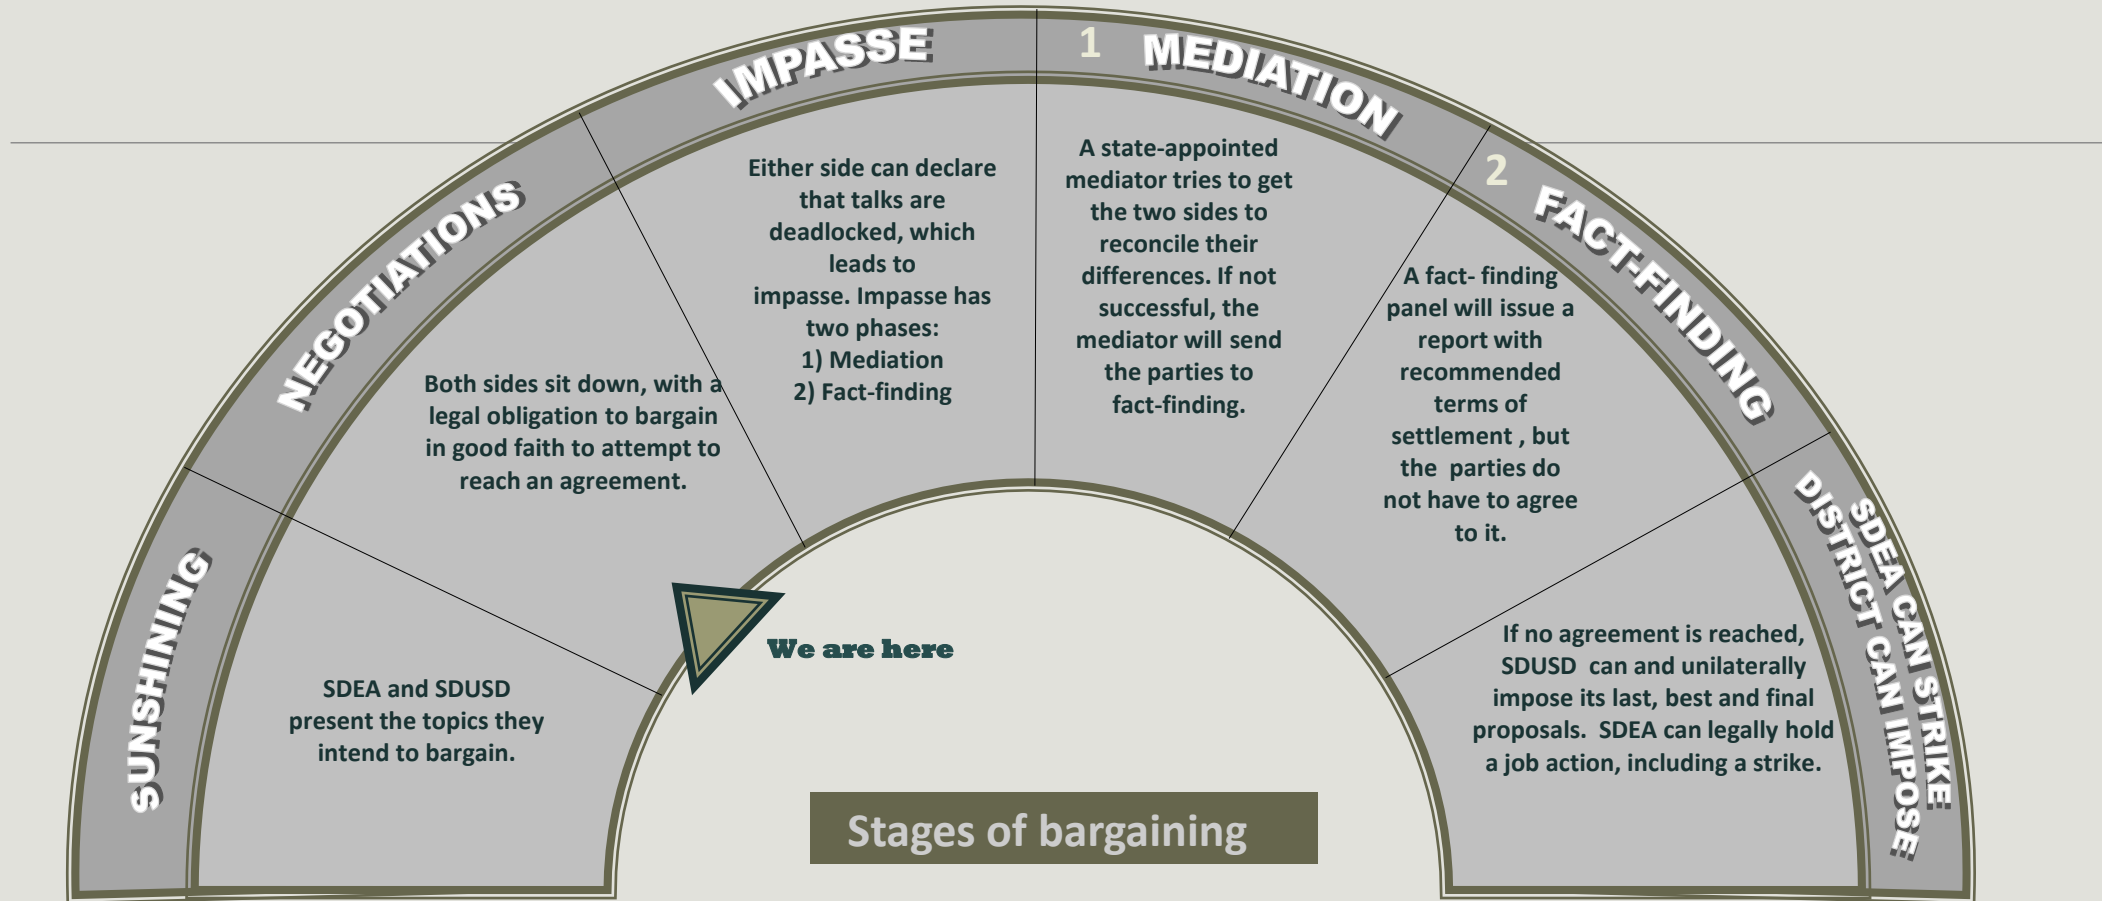 SUNSHINING
SDEA and SDUSD
present the topics they
intend to bargain.
NEGOTIATIONS
Both sides sit down, with a
legal obligation to bargain
in good faith to attempt to
reach an agreement.
IMPASSE
Either side can declare
that talks are
deadlocked, which
leads to
impasse. Impasse has
two phases:
1) Mediation
2) Fact-finding
1 MEDIATION
A state-appointed
mediator tries to get
the two sides to
reconcile their
differences. If not
successful, the
mediator will send
the parties to
fact-finding.
2 FACT-FINDING
A fact- finding
panel will issue a
report with
recommended
terms of
settlement , but
the parties do
not have to agree
to it.
SDEA CAN STRIKE
DISTRICT CAN IMPOSE
If no agreement is reached,
SDUSD can and unilaterally
impose its last, best and final
proposals. SDEA can legally hold
a job action, including a strike.
We are here
Stages of bargaining